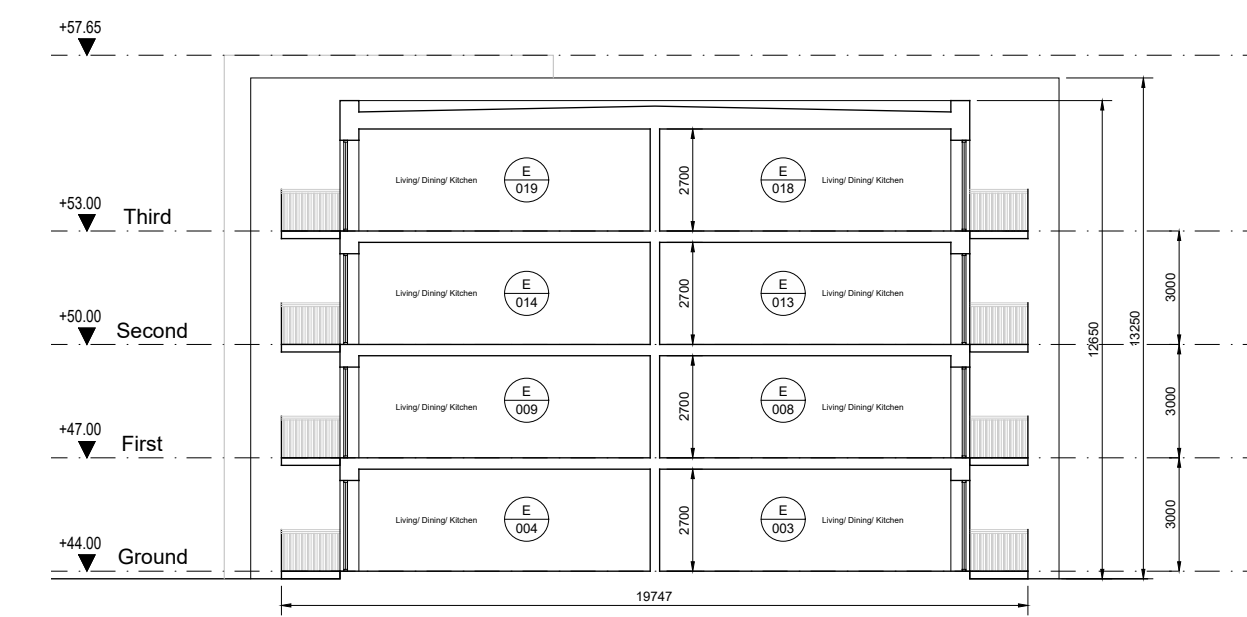 +57.65
Living/ Dining/ Kitchen
E
019
2700
E
018
Living/ Dining/ Kitchen
+53.00
Third
Living/ Dining/ Kitchen
E
014
2700
E
013
Living/ Dining/ Kitchen
3000
+50.00
Second
12650
13250
Living/ Dining/ Kitchen
E
009
2700
E
008
Living/ Dining/ Kitchen
3000
+47.00
First
Living/ Dining/ Kitchen
E
004
2700
E
003
Living/ Dining/ Kitchen
3000
+44.00
Ground
19747